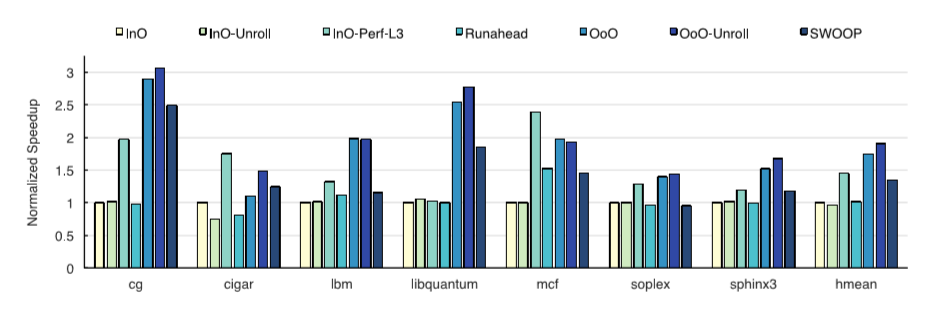 InO InO-Unroll InO-Perf-L3 Runahead OoO OoO-Unroll SWOOP
Normalized Speedup
3
2.5
2
1.5
1
0.5
0
cg cigar lbm libquantum mcf soplex sphinx3 hmean